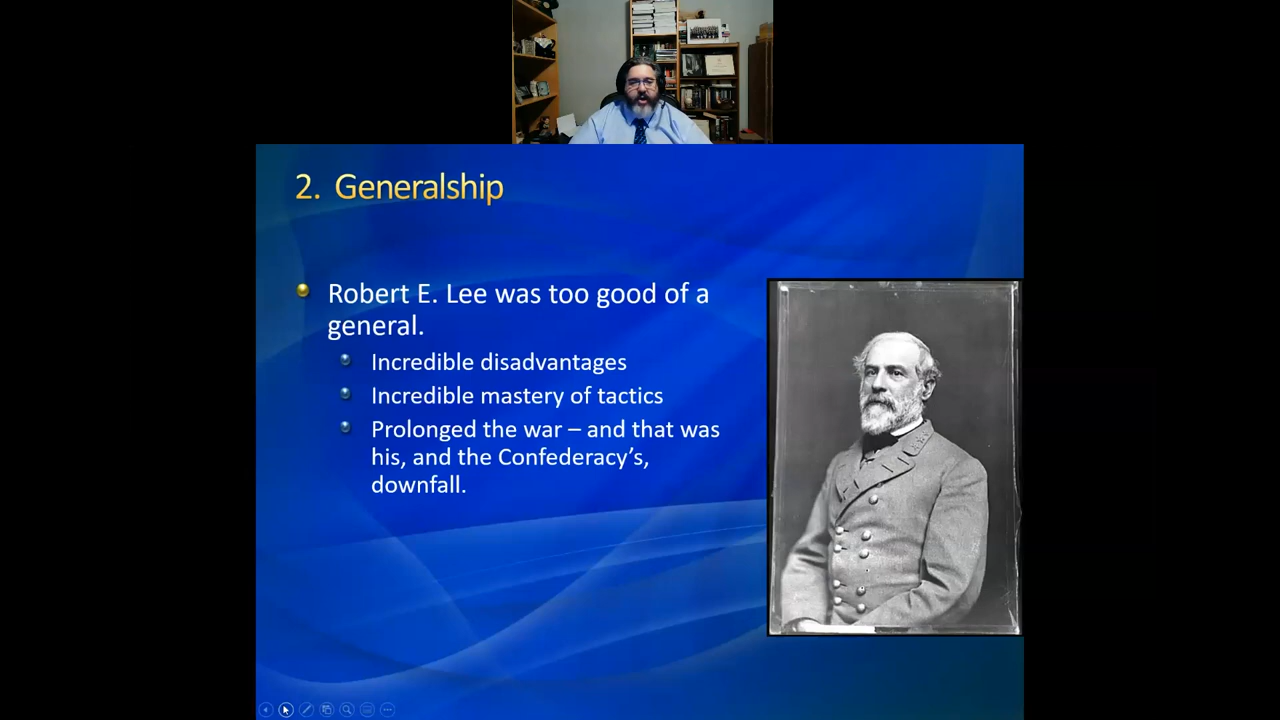 2. Generalship
Robert E. Lee was too good of a
general.
Incredible disadvantages
Incredible mastery of tactics
Prolonged the war – and that was
his, and the Confederacy’s,
downfall.